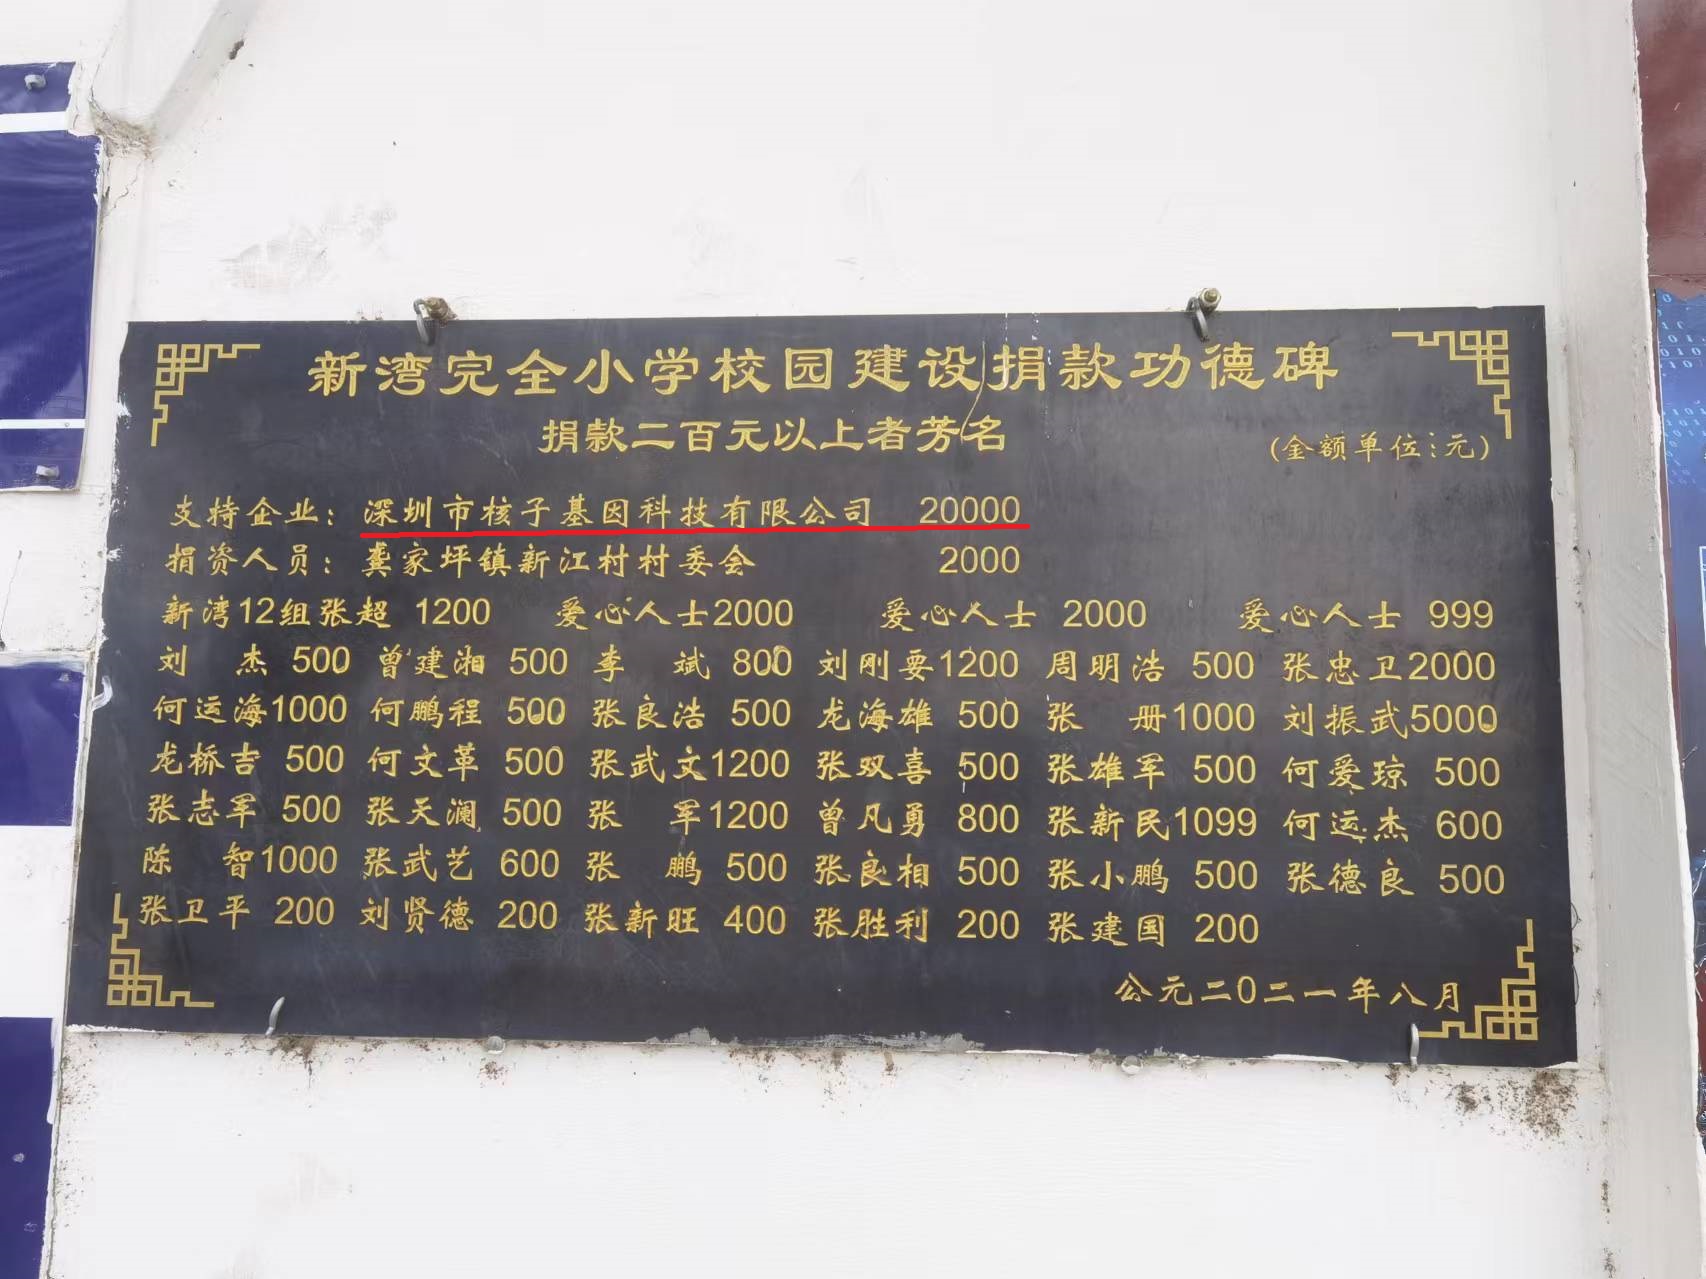 新湾完全小学校园建设捐款功德碑
捐款二百元以上者芳名
(金额单位:元)
支持企业: 深圳市核子基因科技有限公司 20000
捐资人员: 龚家坪镇新江村村委会 2000
新湾12组张超 1200 爱心人士2000 爱心人士 2000 爱心人士 999
刘 杰 500 曾建湘 500 李 斌 800 刘刚要1200 周明浩 500 张忠卫2000
何运海1000 何鹏程 500 张良浩 500 龙海雄 500 张 册1000 刘振武5000
龙桥吉 500 何文革 500 张武文1200 张双喜 500 张雄军 500 何爱琼 500
张志军 500 张天澜 500 张 军1200 曾凡勇 800 张新民1099 何运杰 600
陈 智1000 张武艺 600 张 鹏 500 张良相 500 张小鹏 500 张德良 500
张卫平 200 刘贤德 200 张新旺 400 张胜利 200 张建国 200
公元二0二一年八月